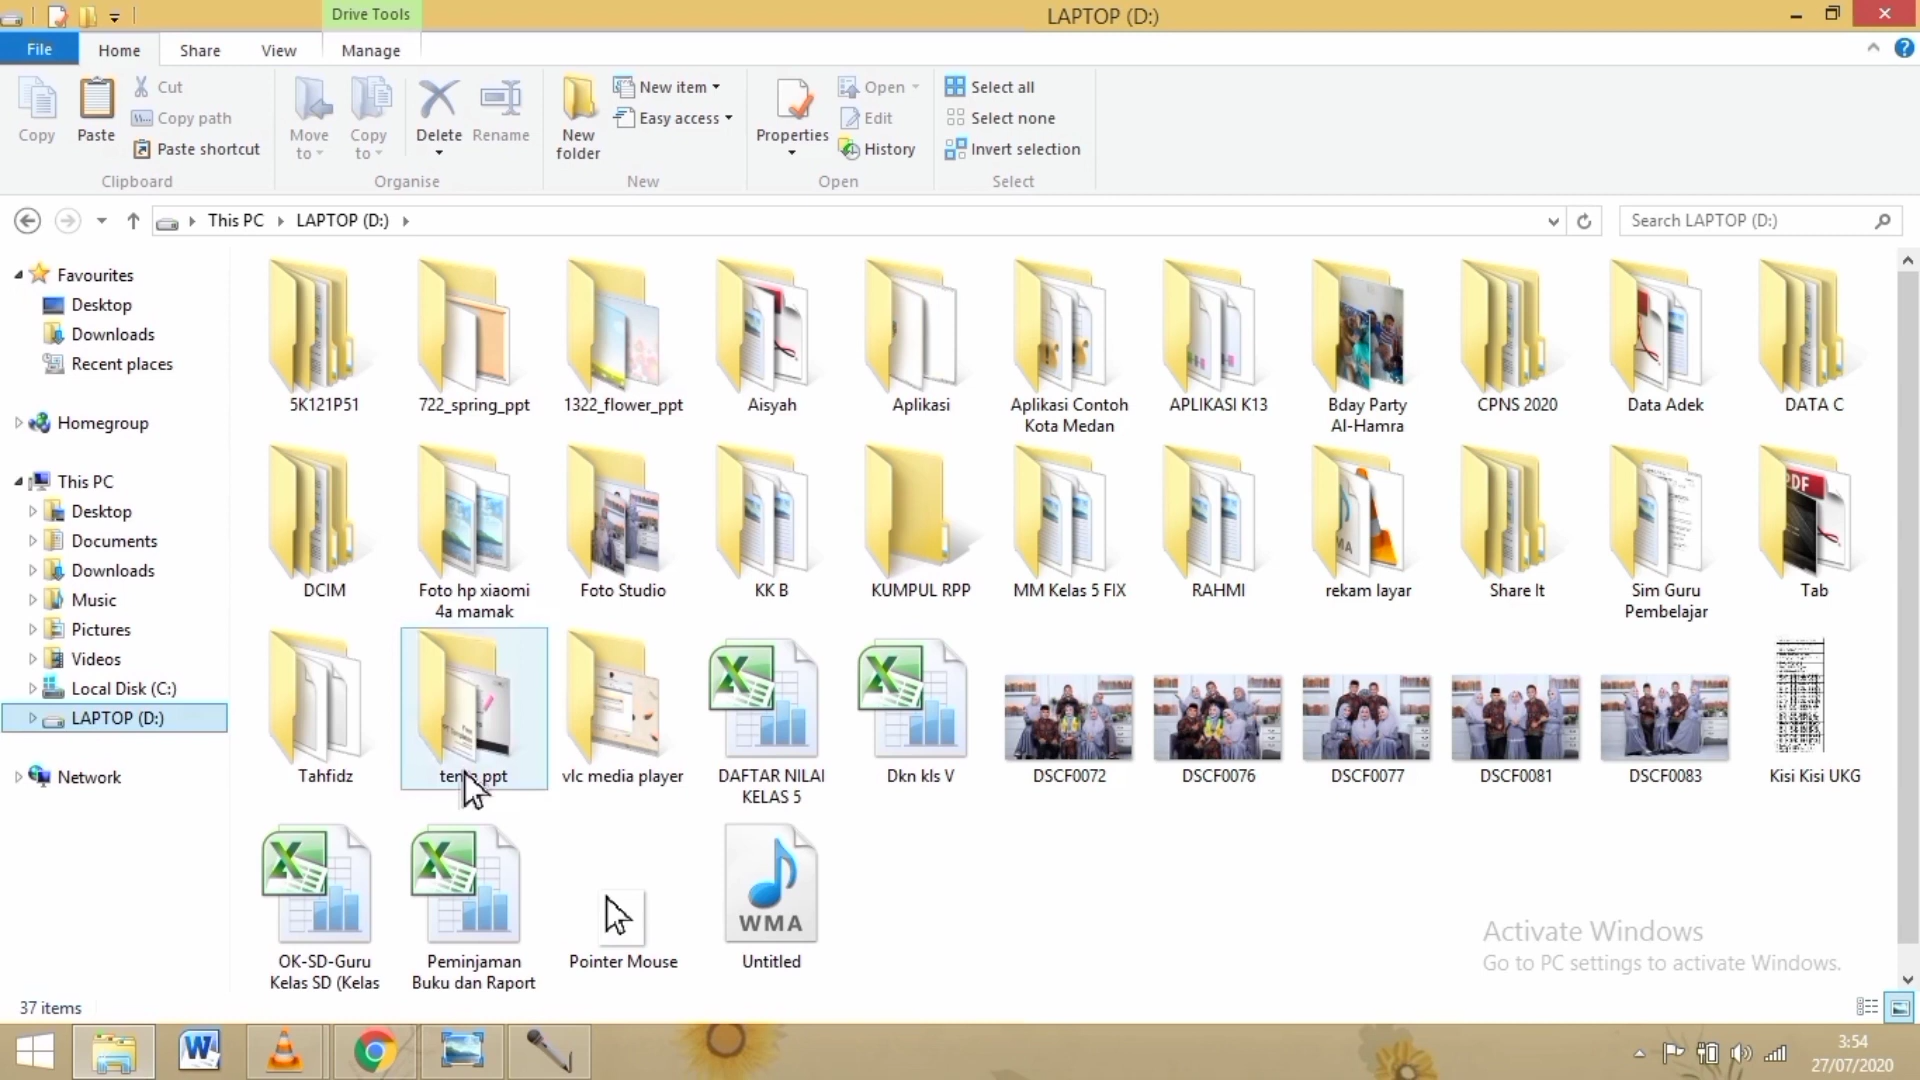 Drive Tools
LAPTOP (D:)
File
Home
Share
View
Manage
Copy
Paste
Cut
Copy path
Paste shortcut
Clipboard
Move to
Copy to
Delete
Rename
Organise
New folder
New item
Easy access
New
Properties
Open
Edit
History
Open
Select all
Select none
Invert selection
Select
This PC
LAPTOP (D:)
Search LAPTOP (D:)
Favourites
Desktop
Downloads
Recent places
Homegroup
This PC
Desktop
Documents
Downloads
Music
Pictures
Videos
Local Disk (C:)
LAPTOP (D:)
Network
5K121P51
722_spring_ppt
1322_flower_ppt
Aisyah
Aplikasi
Aplikasi Contoh
Kota Medan
APLIKASI K13
Bday Party
Al-Hamra
CPNS 2020
Data Adek
DATA C
DCIM
Foto hp xiaomi
4a mamak
Foto Studio
KK B
KUMPUL RPP
MM Kelas 5 FIX
RAHMI
rekam layar
Share It
Sim Guru
Pembelajar
PDF
Tab
Tahfidz
ppt
vlc media player
DAFTAR NILAI
KELAS 5
Dkn kls V
DSCF0072
DSCF0076
DSCF0077
DSCF0081
DSCF0083
Kisi Kisi UKG
OK-SD-Guru
Kelas SD (Kelas
Peminjaman
Buku dan Raport
Pointer Mouse
WMA
Untitled
Activate Windows
Go to PC settings to activate Windows.
37 items
3:54
27/07/2020